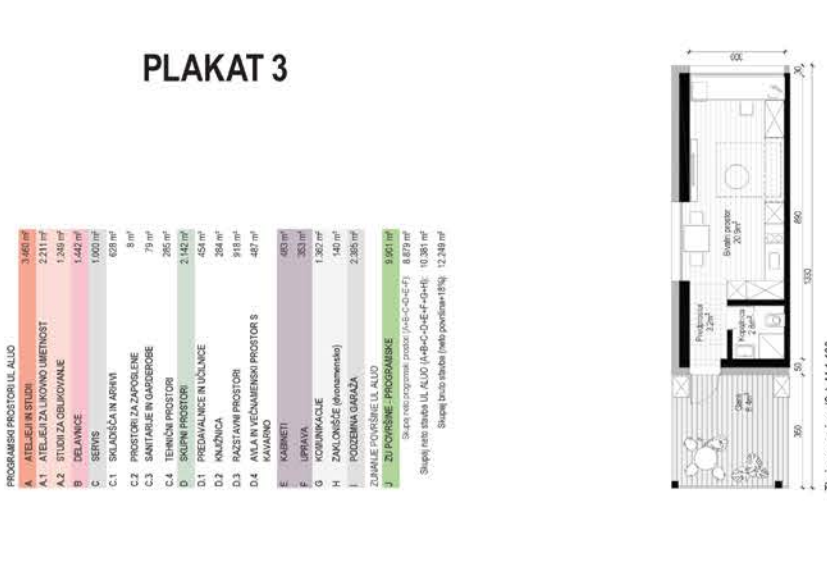 PLAKAT 3
PROGRAMSKI PROSTORI UL ALUO
A ATELJEJI IN STUDII 3.460 m²
A.1 ATELJEJI ZA LIKOVNO UMETNOST 2.211 m²
A.2 STUDII ZA OBLIKOVANJE 1.249 m²
B DELAVNICE 1.442 m²
C SERVIS 1.000 m²
C.1 SKLADIŠČA IN ARHIVI 628 m²
C.2 PROSTORI ZA ZAPOSLENE 8 m²
C.3 SANITARIJE IN GARDEROBE 79 m²
C.4 TEHNIČNI PROSTORI 285 m²
D SKUPNI PROSTORI 2.142 m²
D.1 PREDAVALNICE IN UČILNICE 454 m²
D.2 KNJIŽNICA 284 m²
D.3 RAZSTAVNI PROSTORI 918 m²
D.4 AVLA IN VEČNAMENSKI PROSTOR S
KAVARNO 487 m²
E KABINETI 483 m²
F UPRAVA 353 m²
G KOMUNIKACIJE 1.362 m²
H ZAKLONIŠČE (dvonamensko) 140 m²
I PODZEMNA GARAŽA 2.395 m²
ZUNANJE POVRŠINE UL ALUO
J ZU POVRŠINE - PROGRAMSKE 9.901 m²
Skupaj neto programski prostori (A+B+C+D+E+F): 8.879 m²
Skupaj neto stavba UL ALUO (A+B+C+D+E+F+G+H): 10.381 m²
Skupaj bruto stavba (neto površina+18%): 12.249 m²
300
30
890
1330
50
350
Bivalni prostor
20.9m²
Predprostor
3.2m²
Kopalnica
2.6m²
8.4m²